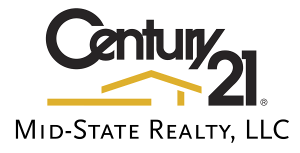 Century
21®
MID-STATE REALTY, LLC